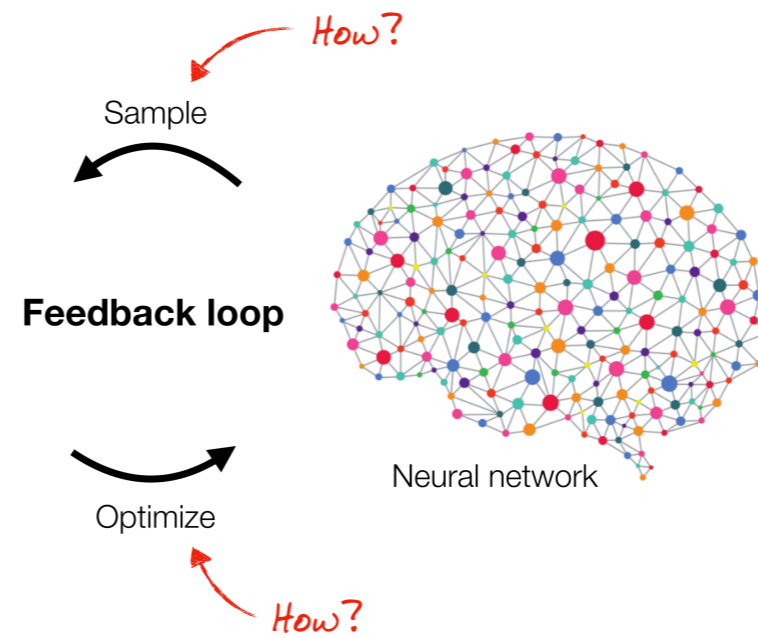 How?
Sample
Feedback loop
Neural network
Optimize
How?